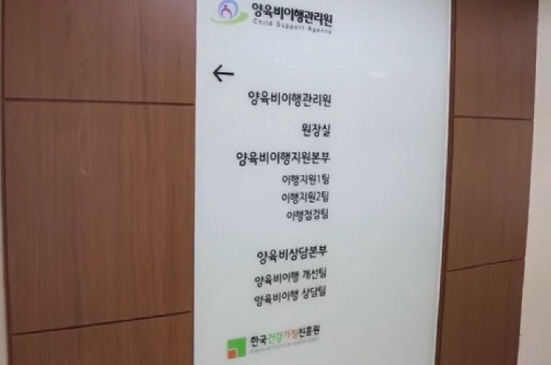 양육비이행관리원
Child Support Agency
←
양육비이행관리원
원장실
양육비이행지원본부
이행지원1팀
이행지원2팀
이행점검팀
양육비상담본부
양육비이행 개선팀
양육비이행 상담팀
한국건강가정진흥원